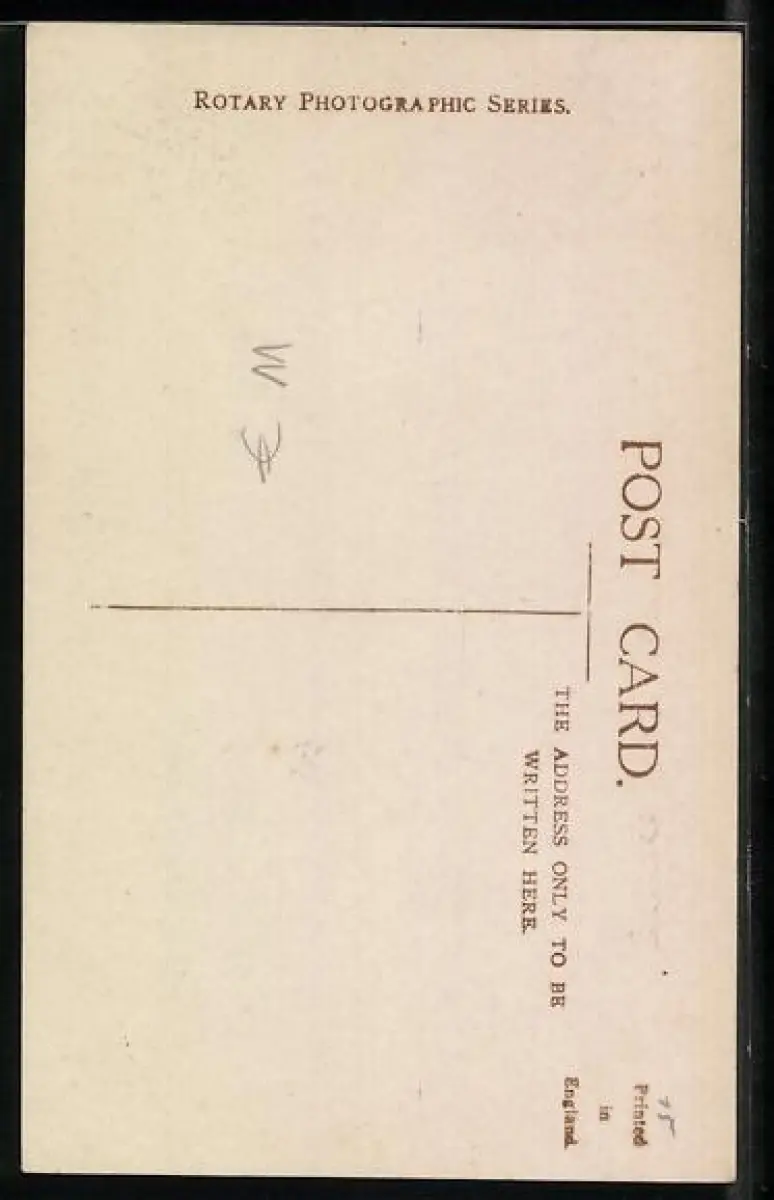 ROTARY PHOTOGRAPHIC SERIES.
POST CARD.
THE ADDRESS ONLY TO BE
WRITTEN HERE.
Printed
in
England.